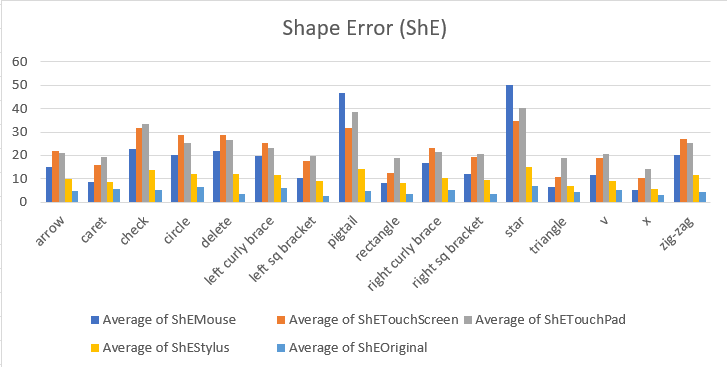 Shape Error (ShE)
60
50
40
30
20
10
0
arrow
caret
check
circle
delete
left curly brace
left sq bracket
pigtail
rectangle
right curly brace
right sq bracket
star
triangle
v
x
zig-zag
Average of ShEMouse Average of ShETouchScreen Average of ShETouchPad
Average of ShEStylus Average of ShEOriginal